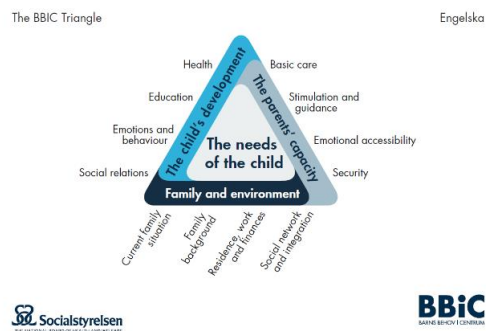 The BBIC Triangle
Engelska
Health
Basic care
Education
Stimulation and
guidance
Emotions and
behaviour
Emotional accessibility
Social relations
Security
The child's development
The parents' capacity
The needs
of the child
Family and environment
Current family
situation
Family
background
Residence, work
and finances
Social network
and integration
Socialstyrelsen
BBiC
BARNS BEHOV I CENTRUM